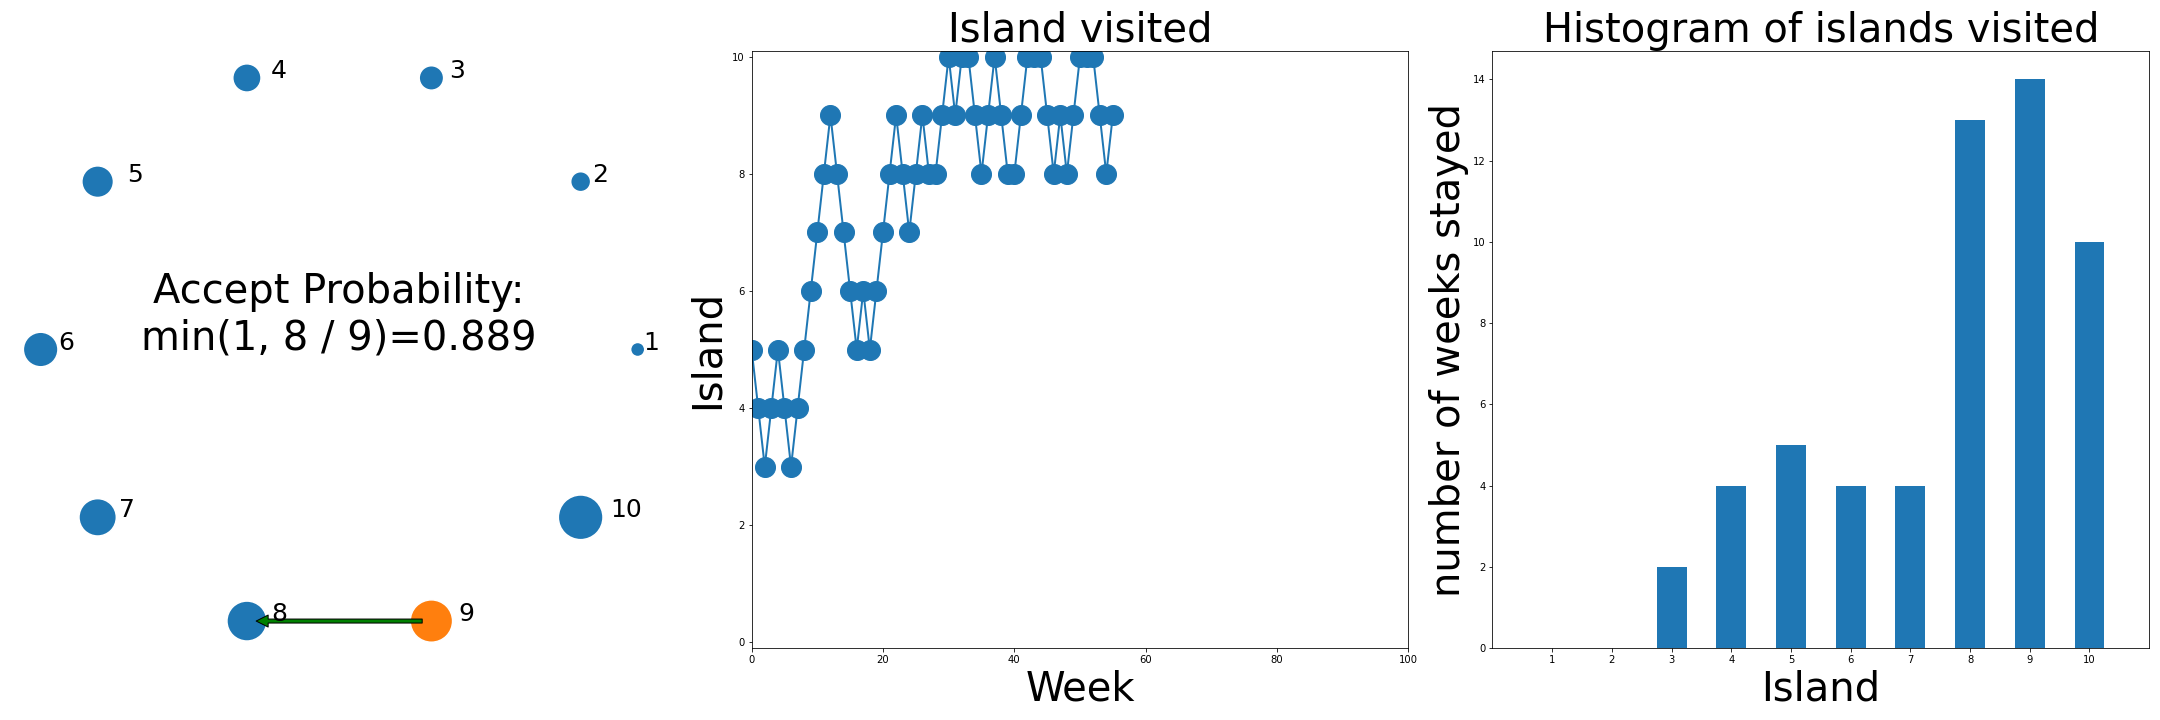 4
3
5
2
Accept Probability:
min(1, 8 / 9)=0.889
6
1
7
10
8
9
Island visited
Island
10
8
6
4
2
0
0 20 40 60 80 100
Week
Histogram of islands visited
number of weeks stayed
14
12
10
8
6
4
2
0
1 2 3 4 5 6 7 8 9 10
Island